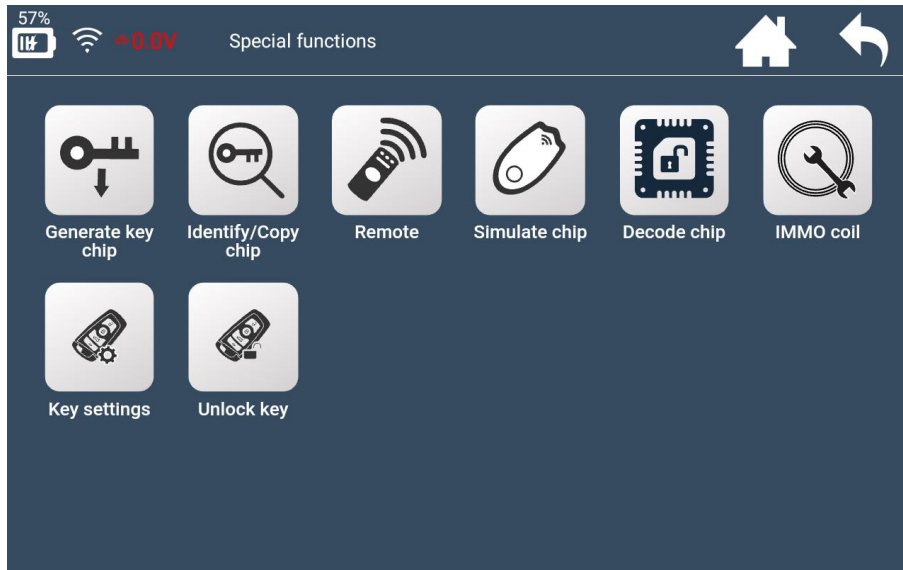 57%
0.0V
Special functions
Generate key
chip
Identify/Copy
chip
Remote
Simulate chip
Decode chip
IMMO coil
Key settings
Unlock key